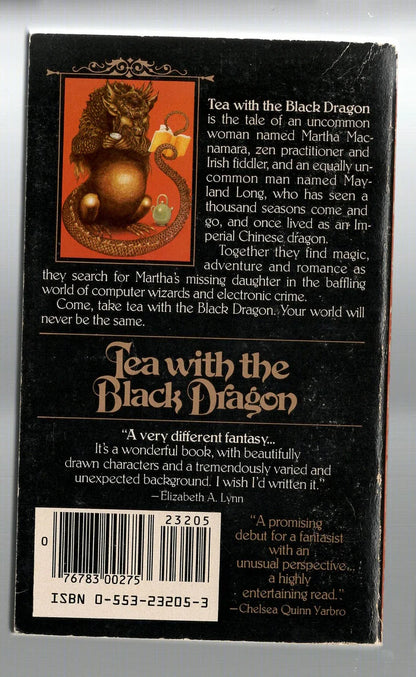 Tea with the Black Dragon
is the tale of an uncommon
woman named Martha Mac-
namara, zen practitioner and
Irish fiddler, and an equally un-
common man named May-
land Long, who has seen a
thousand seasons come and
go, and once lived as an Im-
perial Chinese dragon.
Together they find magic,
adventure and romance as
they search for Martha's missing daughter in the baffling
world of computer wizards and electronic crime.
Come, take tea with the Black Dragon. Your world will
never be the same.
Tea with the
Black Dragon
"A very different fantasy...
It's a wonderful book, with beautifully
drawn characters and a tremendously varied and
unexpected background. I wish I'd written it."
—Elizabeth A. Lynn
23205
0
76783 00275
ISBN 0-553-23205-3
"A promising
debut for a fantasist
with an
unusual perspective...
a highly
entertaining read."
—Chelsea Quinn Yarbro